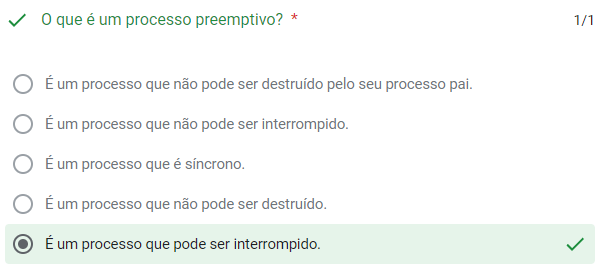 O que é um processo preemptivo? * 1/1
É um processo que não pode ser destruído pelo seu processo pai.
É um processo que não pode ser interrompido.
É um processo que é síncrono.
É um processo que não pode ser destruído.
É um processo que pode ser interrompido.